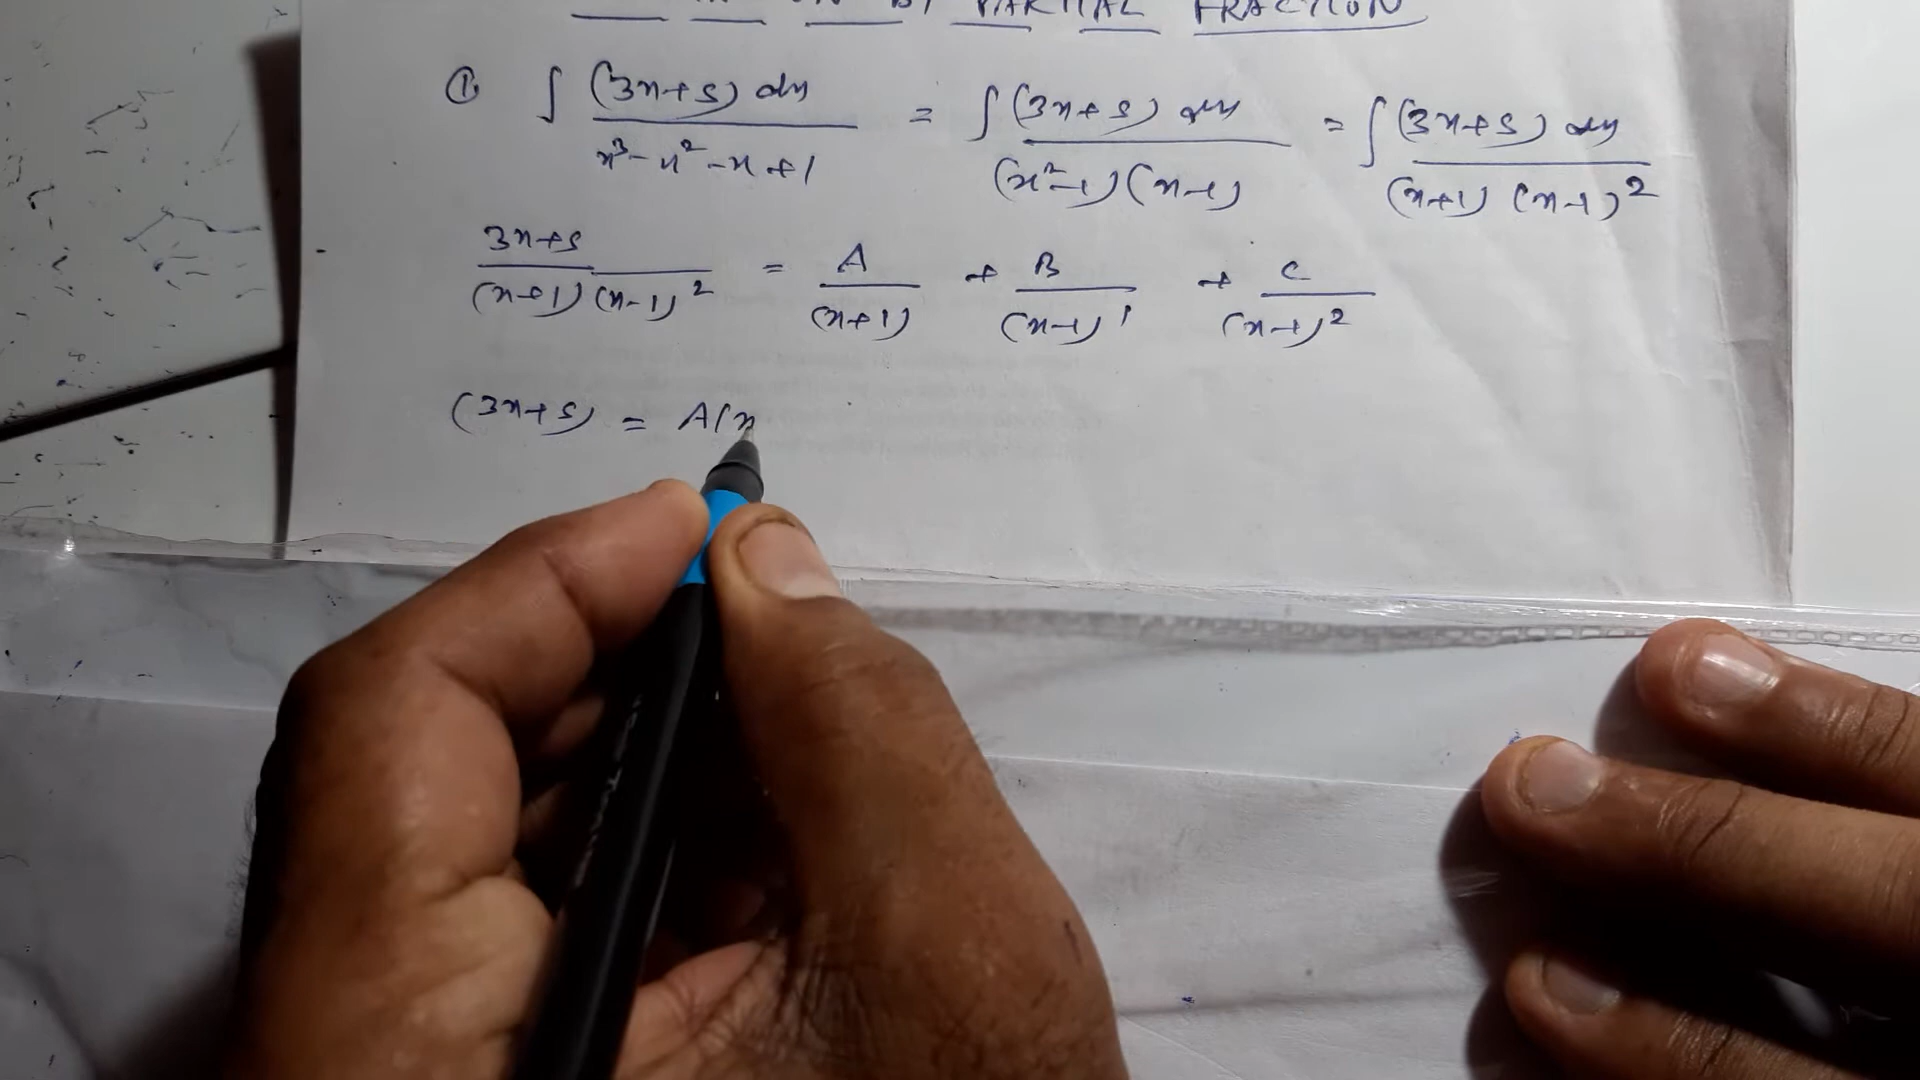 PARTIAL FRACTION
① ∫ (3x+5) dx / x³-x²-x+1 = ∫ (3x+5) dx / (x²-1)(x-1) = ∫ (3x+5) dx / (x+1) (x-1)²
3x+5 / (x+1) (x-1)² = A / (x+1) + B / (x-1)¹ + C / (x-1)²
(3x+5) = A(x